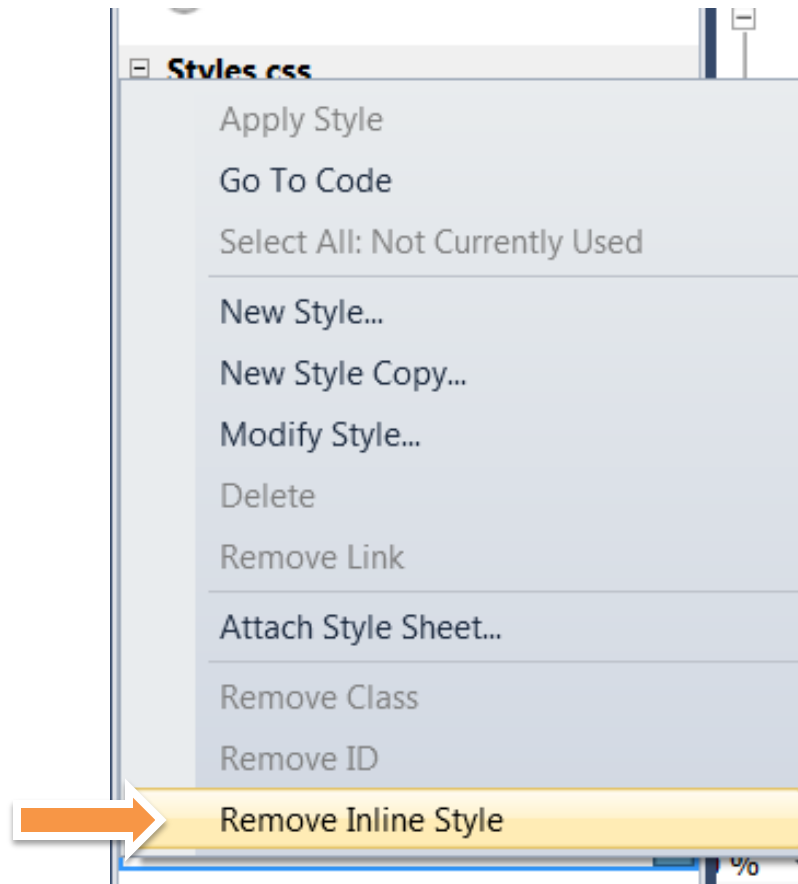 Styles.css
Apply Style
Go To Code
Select All: Not Currently Used
New Style...
New Style Copy...
Modify Style...
Delete
Remove Link
Attach Style Sheet...
Remove Class
Remove ID
Remove Inline Style
%